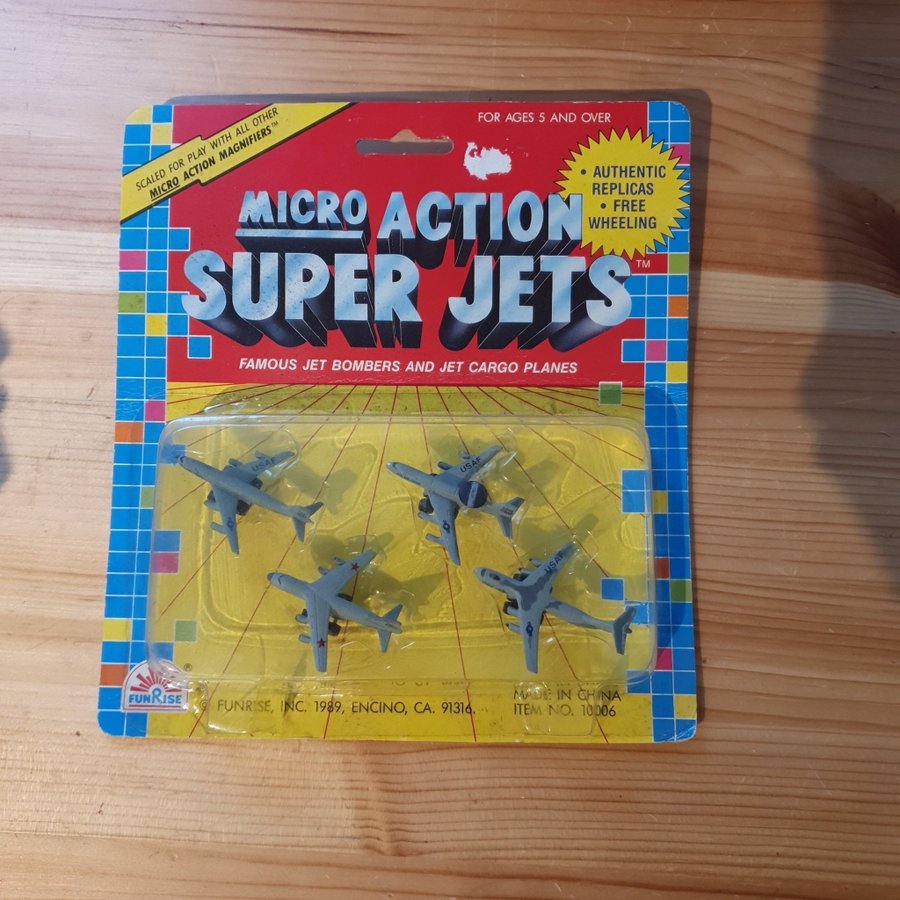 FOR AGES 5 AND OVER
SCALED FOR PLAY WITH ALL OTHER
MICRO ACTION MAGNIFIERS™
• AUTHENTIC
REPLICAS
• FREE
WHEELING
MICRO ACTION
SUPER JETS™
FAMOUS JET BOMBERS AND JET CARGO PLANES
USAF
USAF
USAF
FUNRISE®
© FUNRISE, INC. 1989, ENCINO, CA. 91316.
MADE IN CHINA
ITEM NO. 10006